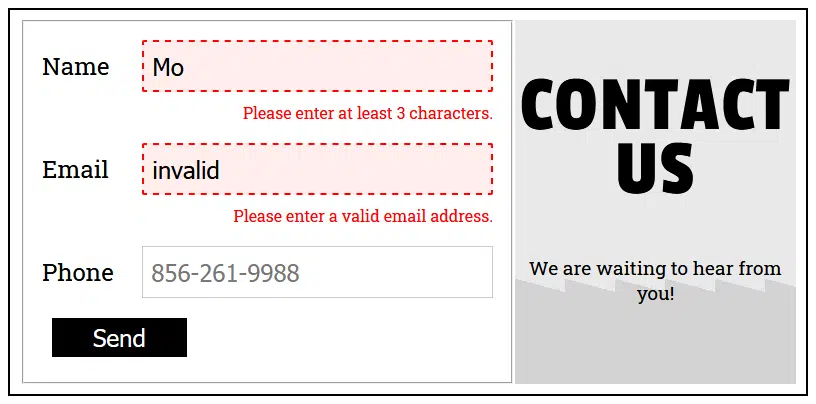 Name
Mo
Please enter at least 3 characters.
Email
invalid
Please enter a valid email address.
Phone
856-261-9988
Send
CONTACT
US
We are waiting to hear from
you!